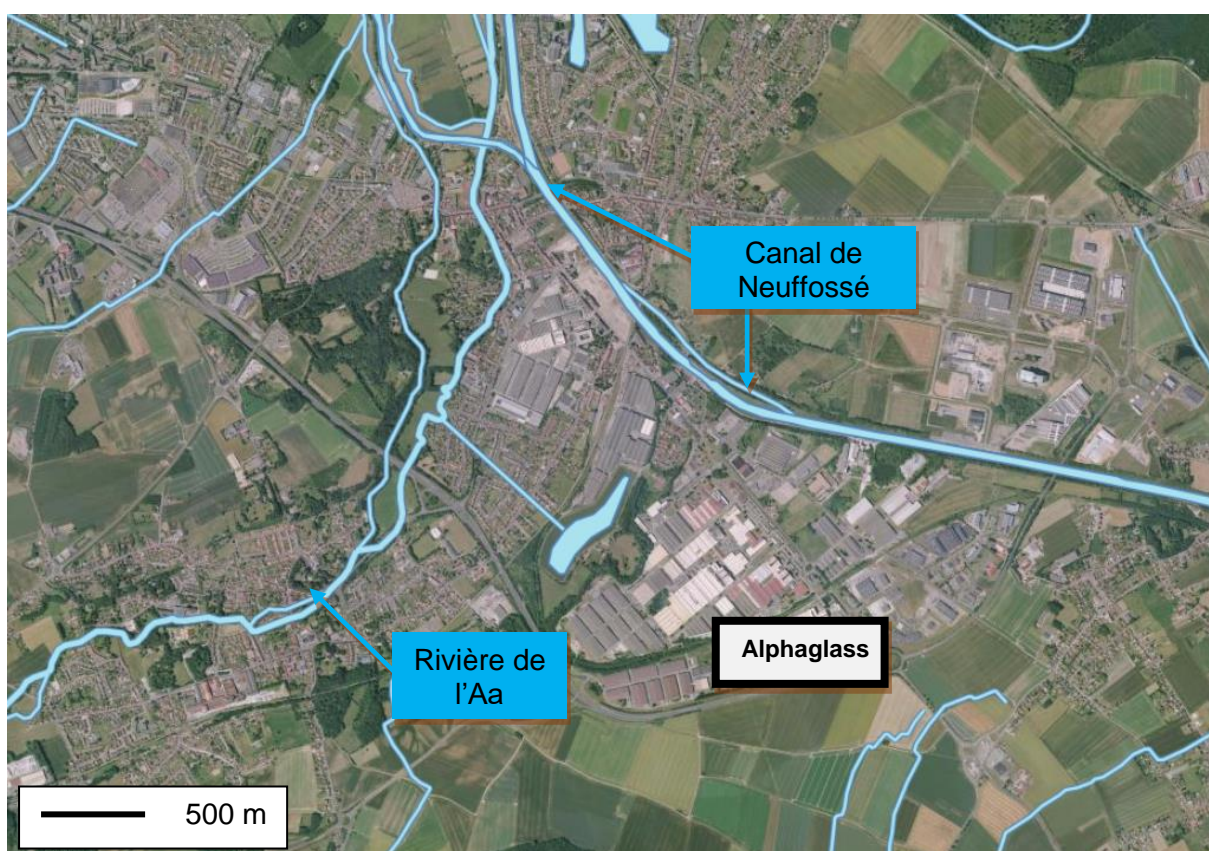 Canal de
Neuffossé
Alphaglass
Rivière de
l'Aa
500 m